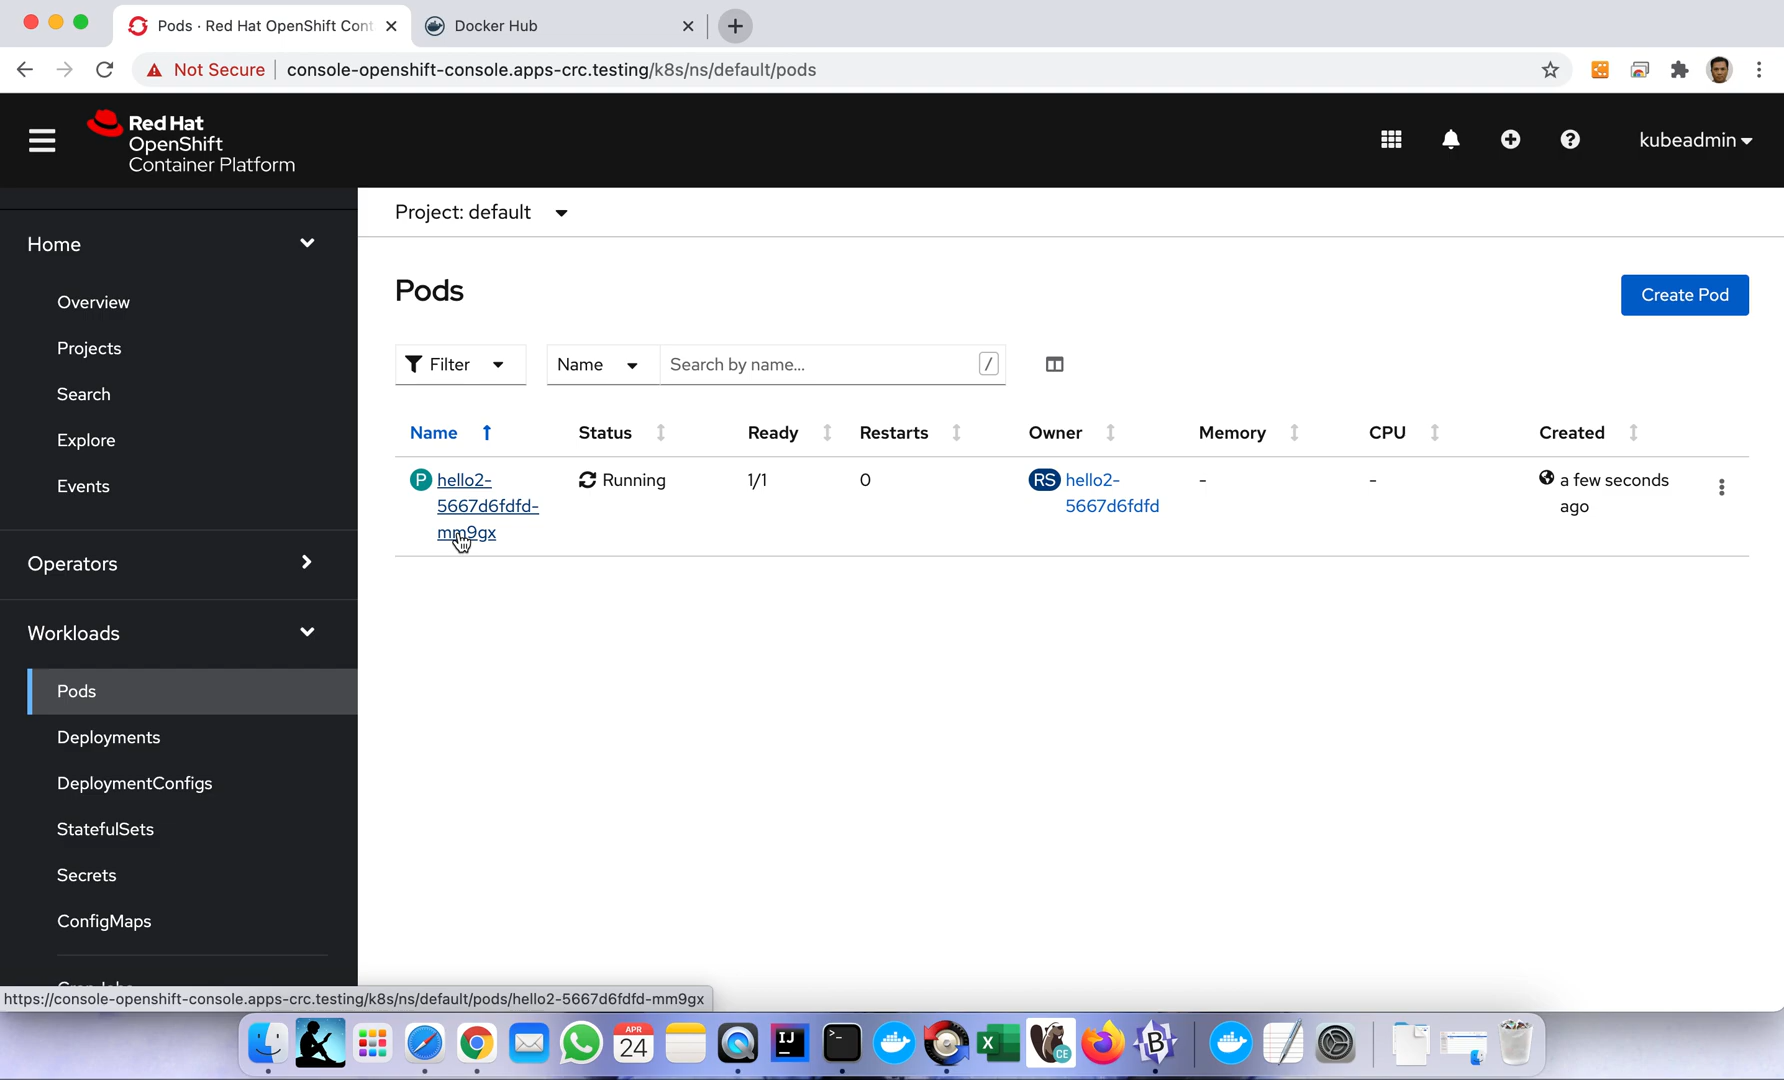 Pods · Red Hat OpenShift Cont
Docker Hub
Not Secure
console-openshift-console.apps-crc.testing/k8s/ns/default/pods
Red Hat
OpenShift
Container Platform
kubeadmin
Home
Overview
Projects
Search
Explore
Events
Operators
Workloads
Pods
Deployments
DeploymentConfigs
StatefulSets
Secrets
ConfigMaps
Project: default
Pods
Create Pod
Filter
Name
Search by name...
/
Name Status Ready Restarts Owner Memory CPU Created
P hello2-5667d6fdfd-mm9gx
Running
1/1
0
RS hello2-5667d6fdfd
-
-
a few seconds ago
https://console-openshift-console.apps-crc.testing/k8s/ns/default/pods/hello2-5667d6fdfd-mm9gx
APR
24
IJ
>_
X
CE
B